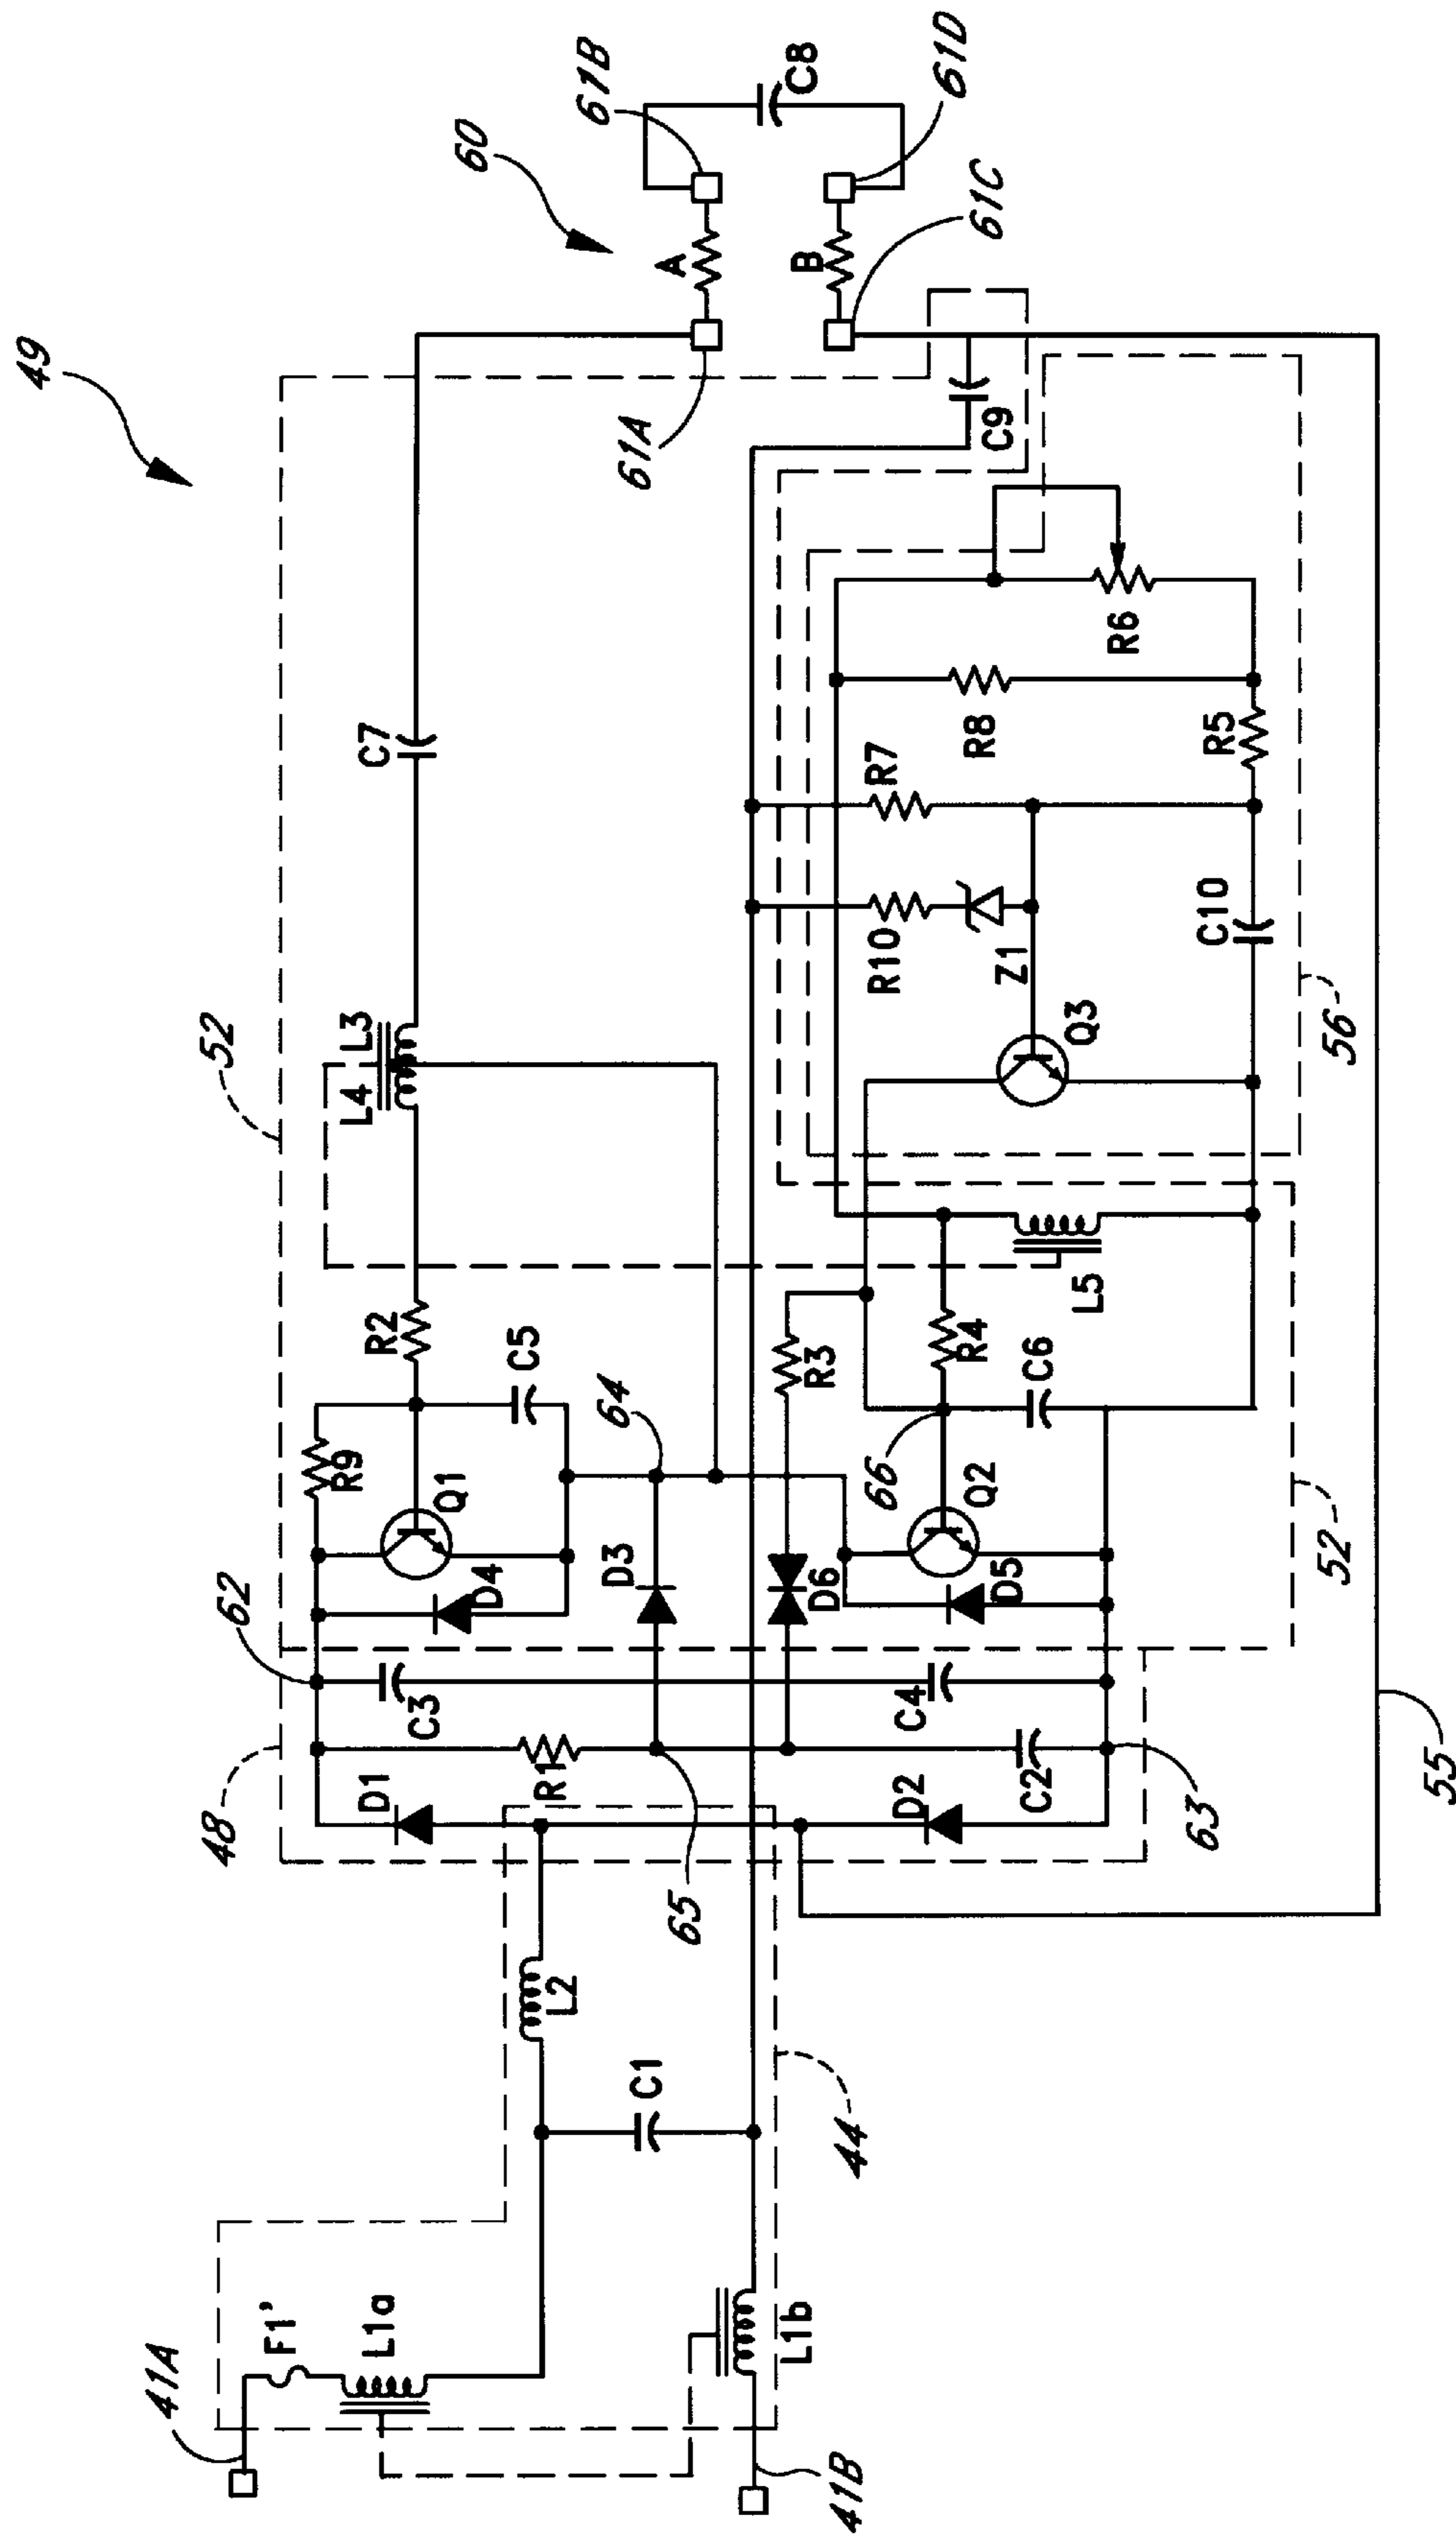 49
60
61B
C8
61D
61C
61A
A
B
52
C7
L4 L3
C9
R6
R8
R7
R5
R10
Z1
C10
Q3
56
R2
C5
R9
Q1
64
R3
R4
C6
L5
66
Q2
D4
D3
D6
D5
52
62
48
C3
C4
R1
D1
D2
C2
63
65
55
L2
C1
44
41A
F1'
L1a
L1b
41B